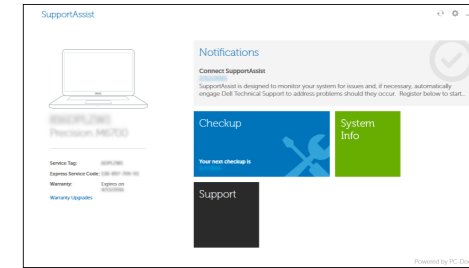 SupportAssist
Notifications
Connect SupportAssist
SupportAssist is designed to monitor your system for issues and, if necessary, automatically
engage Dell Technical Support to address problems should they occur. Register below to start...
Checkup
Your next checkup is
System
Info
Support
Precision M6700
Service Tag:
Express Service Code:
Warranty:
Expires on
Warranty Upgrades
Powered by PC-Doc